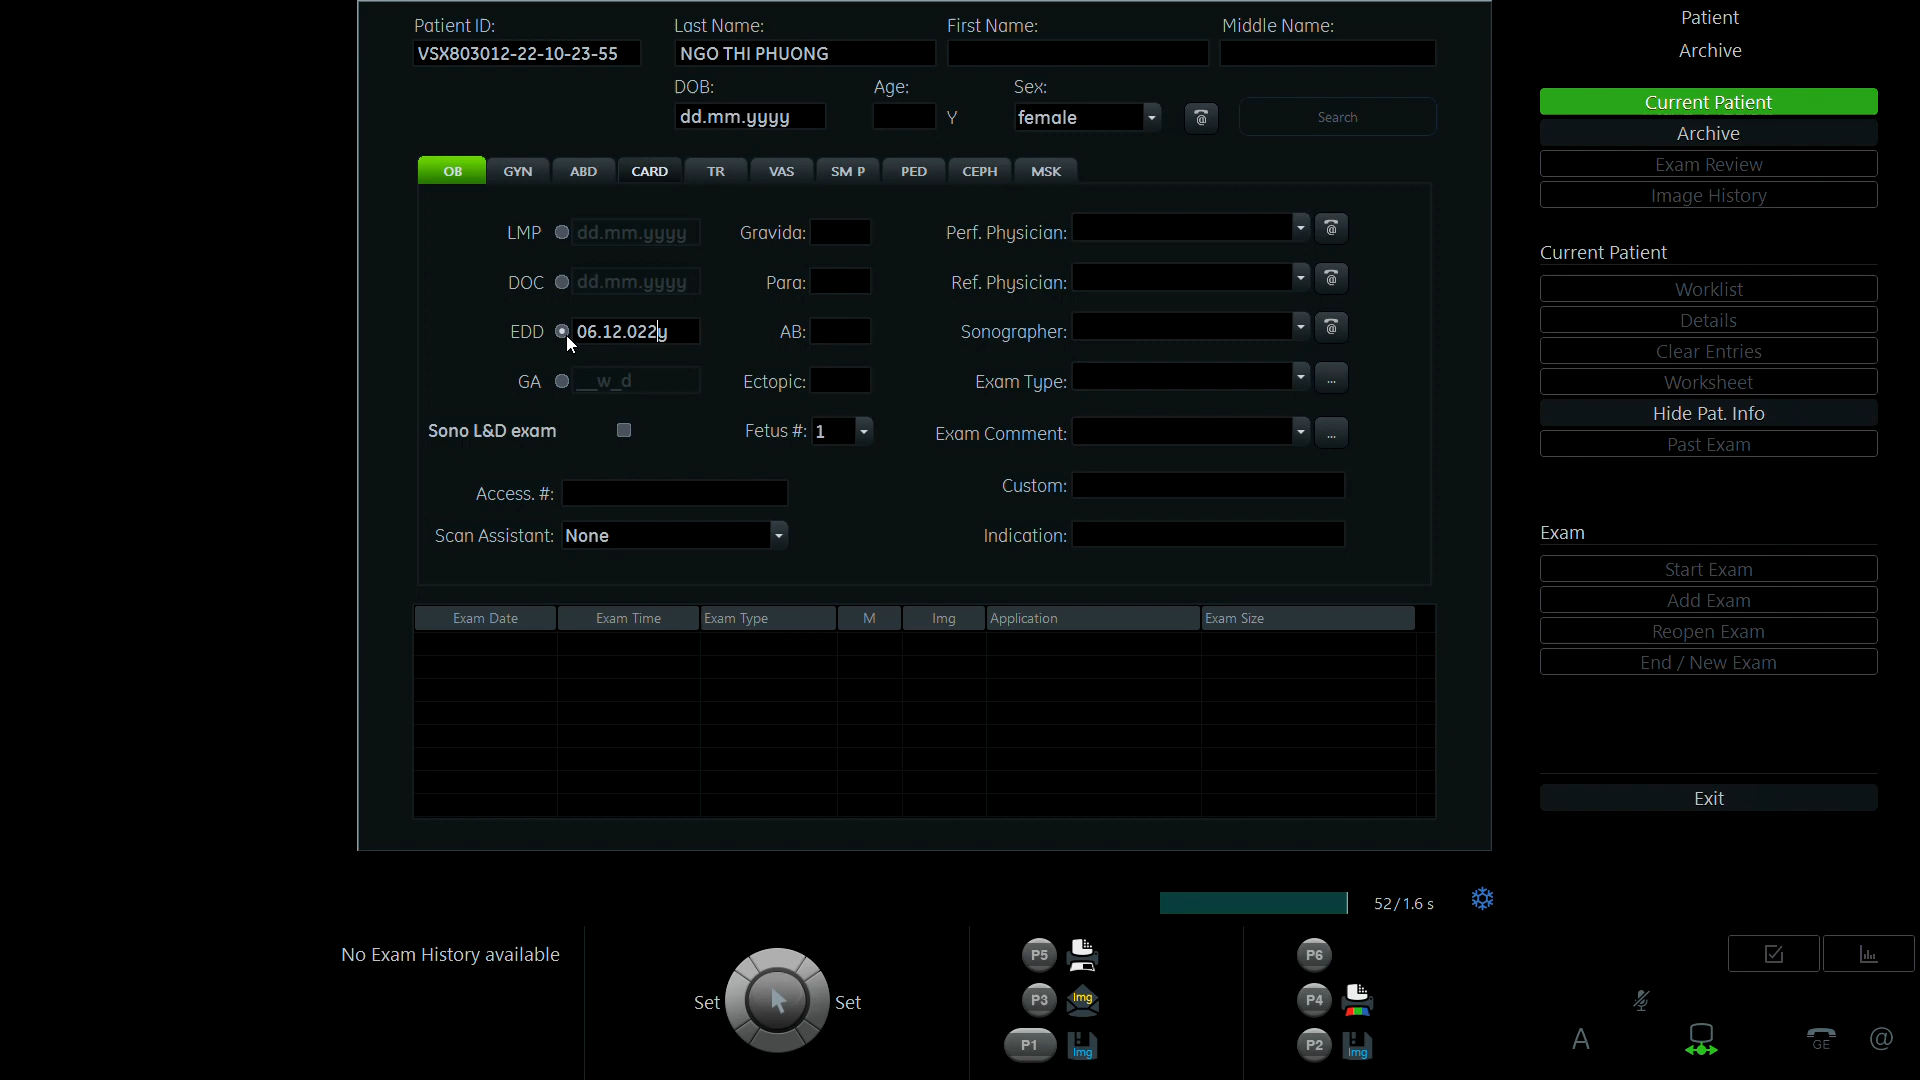 Patient ID: Last Name: First Name: Middle Name:
VSX803012-22-10-23-55 NGO THI PHUONG
DOB: Age: Sex:
dd.mm.yyyy Y female Search
OB GYN ABD CARD TR VAS SM P PED CEPH MSK
LMP dd.mm.yyyy Gravida: Perf. Physician:
DOC dd.mm.yyyy Para: Ref. Physician:
EDD 06.12.022y AB: Sonographer:
GA __w_d Ectopic: Exam Type: ...
Sono L&D exam Fetus #: 1 Exam Comment: ...
Access. #: Custom:
Scan Assistant: None Indication:
Exam Date Exam Time Exam Type M Img Application Exam Size
52/1.6 s
No Exam History available
Set Set
P5
P3 Img
P1 Img
P6
P4
P2 Img
Patient
Archive
Current Patient
Archive
Exam Review
Image History
Current Patient
Worklist
Details
Clear Entries
Worksheet
Hide Pat. Info
Past Exam
Exam
Start Exam
Add Exam
Reopen Exam
End / New Exam
Exit
A GE @